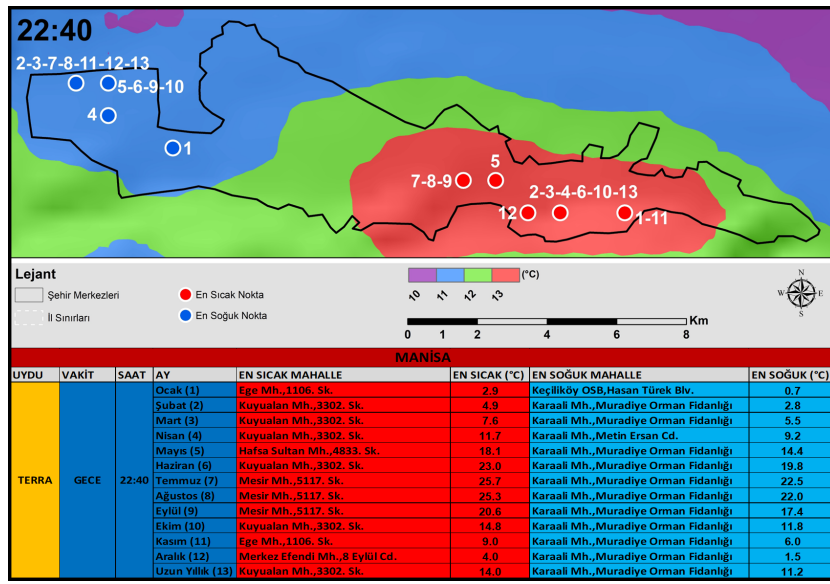 22:40
2-3-7-8-11-12-13
5-6-9-10
4
1
5
7-8-9
2-3-4-6-10-13
12
1-11
Lejant
Şehir Merkezleri
İl Sınırları
En Sıcak Nokta
En Soğuk Nokta
(°C)
10 11 12 13
Km
0 1 2 4 6 8
N
W E
S
MANİSA
UYDU VAKİT SAAT AY EN SICAK MAHALLE EN SICAK (°C) EN SOĞUK MAHALLE EN SOĞUK (°C)
Ocak (1) Ege Mh.,1106. Sk. 2.9 Keçiliköy OSB,Hasan Türek Blv. 0.7
Şubat (2) Kuyualan Mh.,3302. Sk. 4.9 Karaali Mh.,Muradiye Orman Fidanlığı 2.8
Mart (3) Kuyualan Mh.,3302. Sk. 7.6 Karaali Mh.,Muradiye Orman Fidanlığı 5.5
Nisan (4) Kuyualan Mh.,3302. Sk. 11.7 Karaali Mh.,Metin Ersan Cd. 9.2
Mayıs (5) Hafsa Sultan Mh.,4833. Sk. 18.1 Karaali Mh.,Muradiye Orman Fidanlığı 14.4
Haziran (6) Kuyualan Mh.,3302. Sk. 23.0 Karaali Mh.,Muradiye Orman Fidanlığı 19.8
TERRA GECE 22:40 Temmuz (7) Mesir Mh.,5117. Sk. 25.7 Karaali Mh.,Muradiye Orman Fidanlığı 22.5
Ağustos (8) Mesir Mh.,5117. Sk. 25.3 Karaali Mh.,Muradiye Orman Fidanlığı 22.0
Eylül (9) Mesir Mh.,5117. Sk. 20.6 Karaali Mh.,Muradiye Orman Fidanlığı 17.4
Ekim (10) Kuyualan Mh.,3302. Sk. 14.8 Karaali Mh.,Muradiye Orman Fidanlığı 11.8
Kasım (11) Ege Mh.,1106. Sk. 9.0 Karaali Mh.,Muradiye Orman Fidanlığı 6.0
Aralık (12) Merkez Efendi Mh.,8 Eylül Cd. 4.0 Karaali Mh.,Muradiye Orman Fidanlığı 1.5
Uzun Yıllık (13) Kuyualan Mh.,3302. Sk. 14.0 Karaali Mh.,Muradiye Orman Fidanlığı 11.2